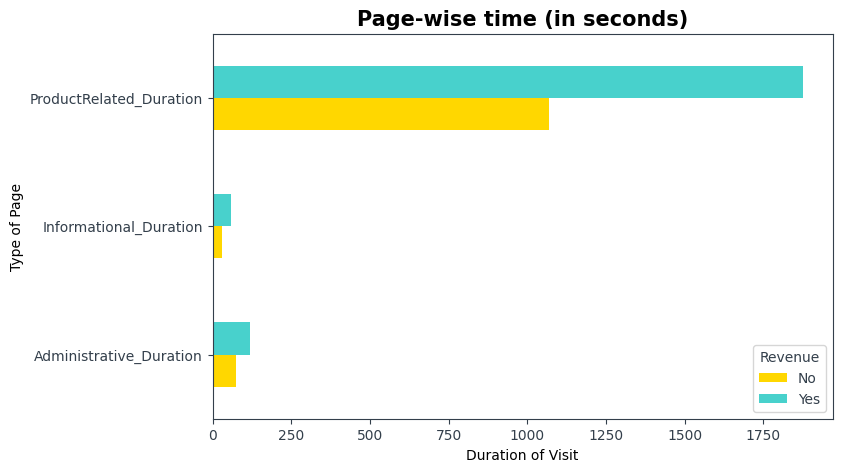 Page-wise time (in seconds)
Type of Page
ProductRelated_Duration
Informational_Duration
Administrative_Duration
Revenue
No
Yes
0 250 500 750 1000 1250 1500 1750
Duration of Visit